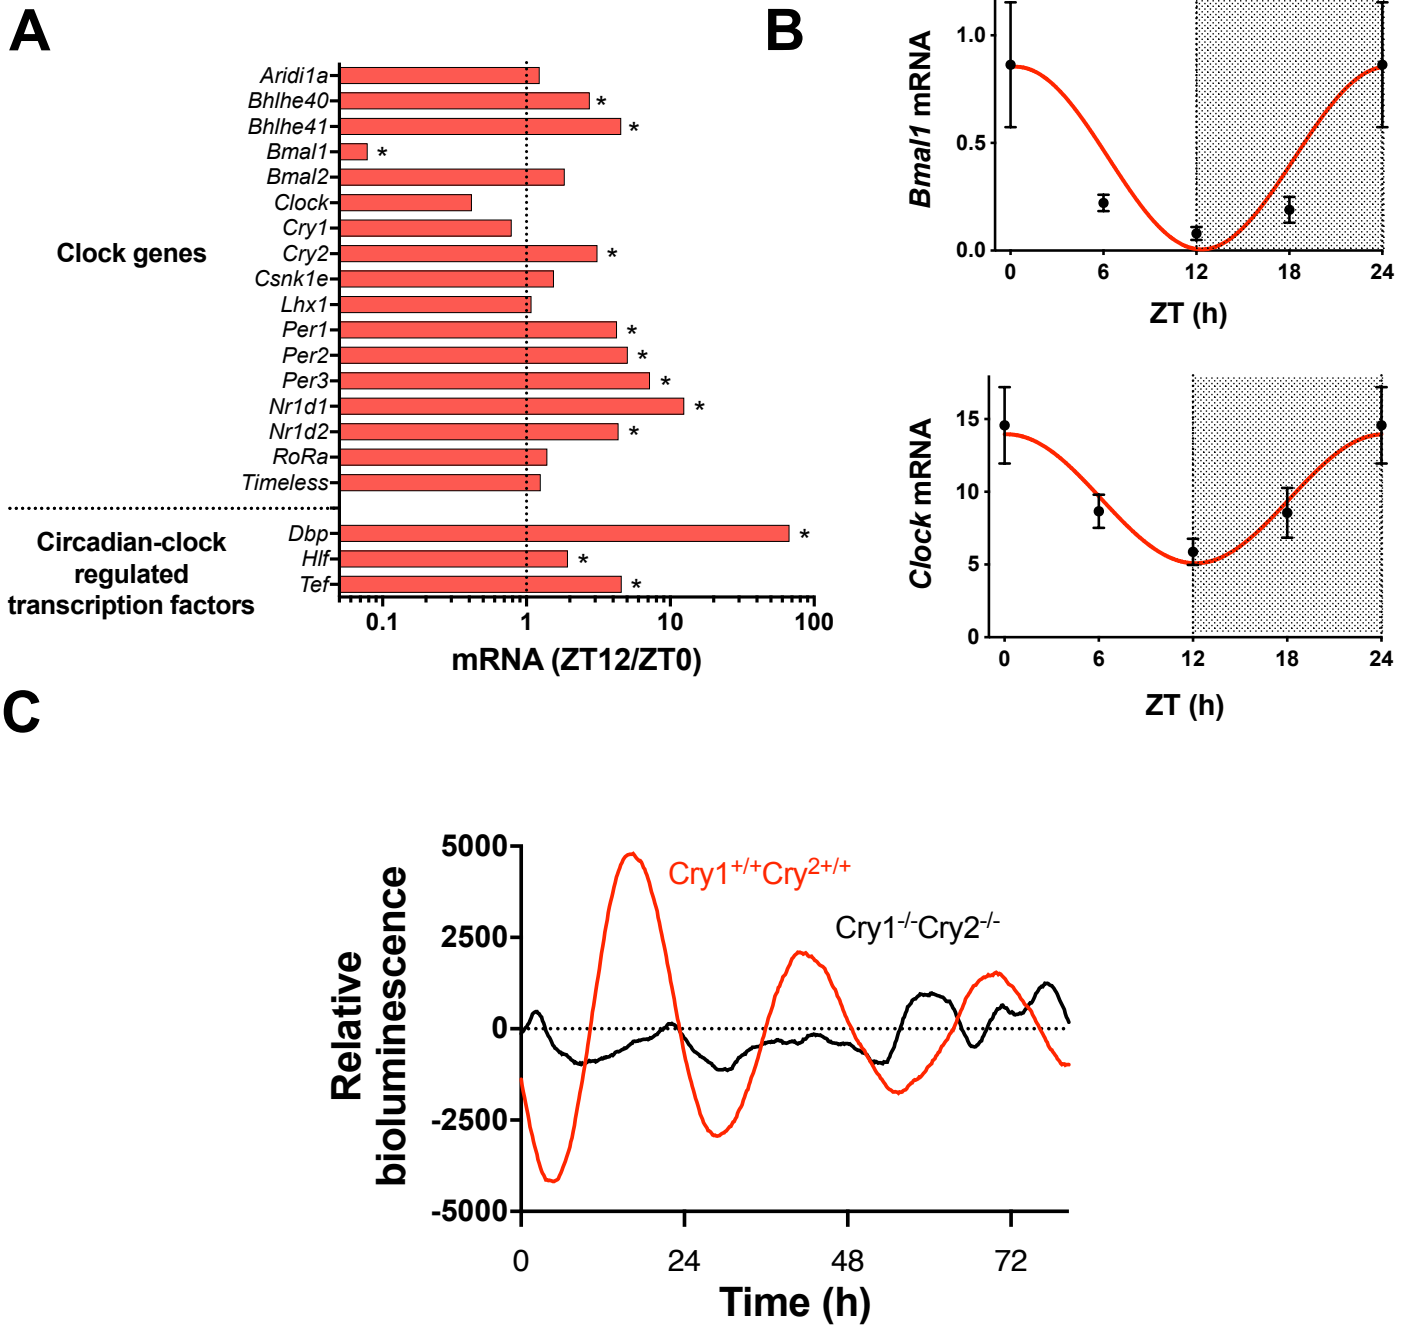 A
Aridi1a
Bhlhe40 *
Bhlhe41 *
Bmal1 *
Bmal2
Clock
Cry1
Cry2 *
Csnk1e
Lhx1
Per1 *
Per2 *
Per3 *
Nr1d1 *
Nr1d2 *
RoRa
Timeless
Clock genes
Dbp *
Hlf *
Tef *
Circadian-clock
regulated
transcription factors
0.1 1 10 100
mRNA (ZT12/ZT0)
B
Bmal1 mRNA
1.0
0.5
0.0
0 6 12 18 24
ZT (h)
Clock mRNA
15
10
5
0
0 6 12 18 24
ZT (h)
C
Relative
bioluminescence
5000
2500
0
-2500
-5000
Cry1+/+Cry2+/+
Cry1-/-Cry2-/-
0 24 48 72
Time (h)